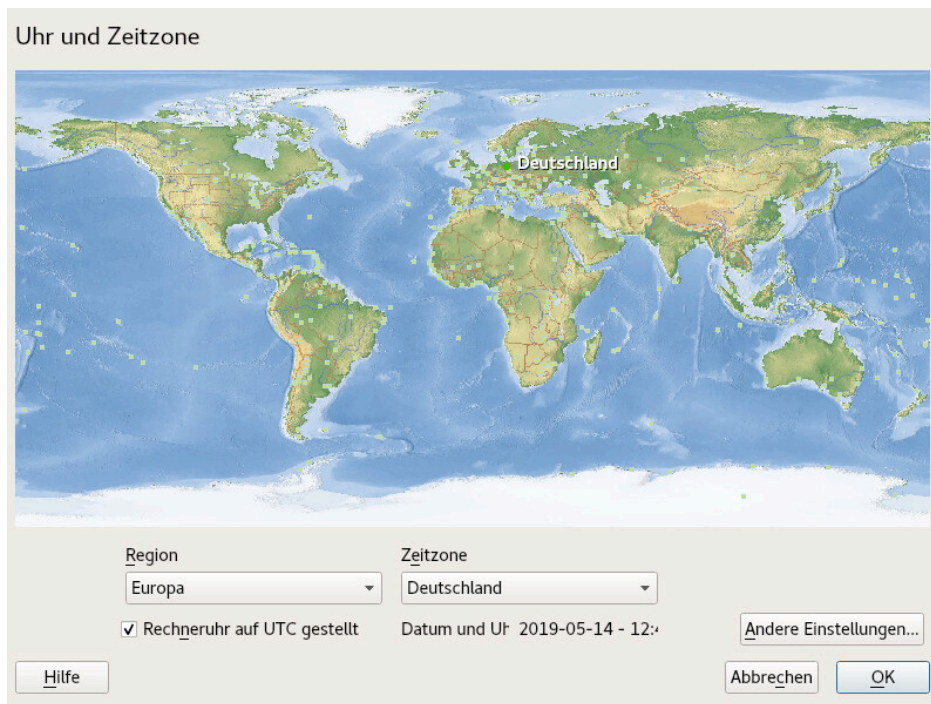 Uhr und Zeitzone
Deutschland
Region
Zeitzone
Europa
Deutschland
Rechneruhr auf UTC gestellt
Datum und Uh 2019-05-14 - 12:4
Andere Einstellungen...
Hilfe
Abbrechen
OK